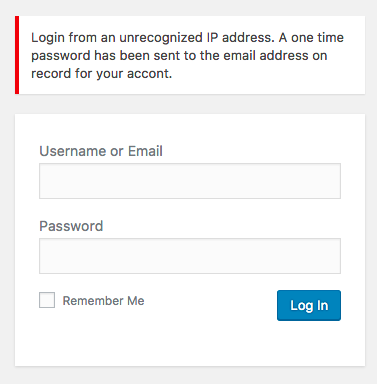 Login from an unrecognized IP address. A one time
password has been sent to the email address on
record for your accont.
Username or Email
Password
Remember Me
Log In